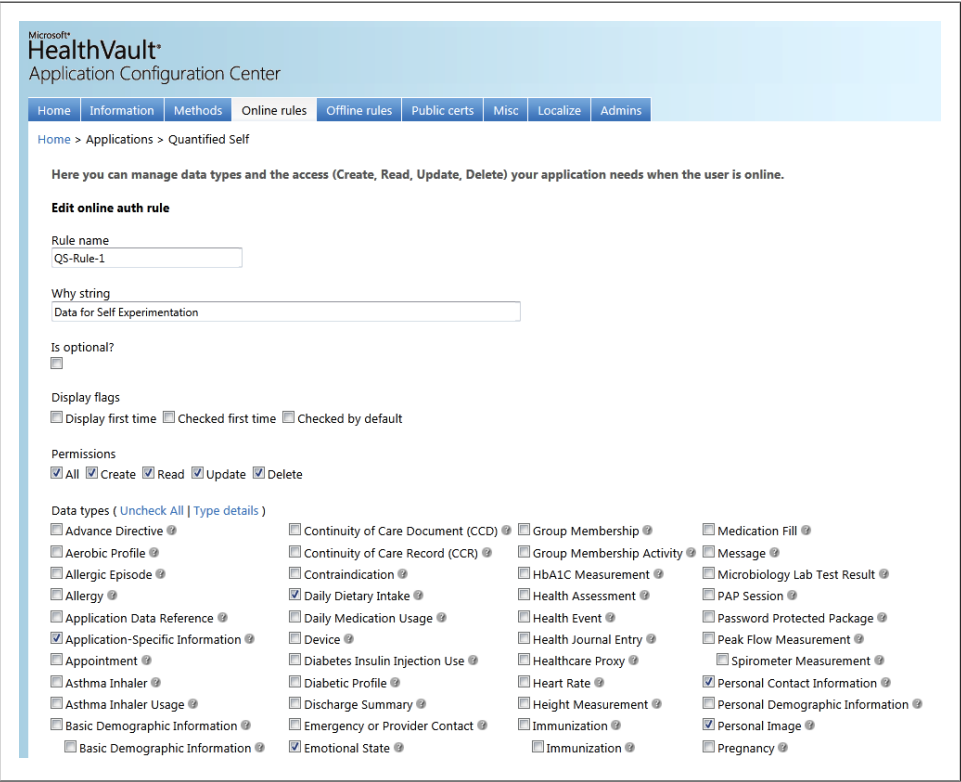 Microsoft®
HealthVault®
Application Configuration Center
Home Information Methods Online rules Offline rules Public certs Misc Localize Admins
Home > Applications > Quantified Self
Here you can manage data types and the access (Create, Read, Update, Delete) your application needs when the user is online.
Edit online auth rule
Rule name
QS-Rule-1
Why string
Data for Self Experimentation
Is optional?
Display flags
Display first time Checked first time Checked by default
Permissions
All Create Read Update Delete
Data types ( Uncheck All | Type details )
Advance Directive ? Continuity of Care Document (CCD) ? Group Membership ? Medication Fill ?
Aerobic Profile ? Continuity of Care Record (CCR) ? Group Membership Activity ? Message ?
Allergic Episode ? Contraindication ? HbA1C Measurement ? Microbiology Lab Test Result ?
Allergy ? Daily Dietary Intake ? Health Assessment ? PAP Session ?
Application Data Reference ? Daily Medication Usage ? Health Event ? Password Protected Package ?
Application-Specific Information ? Device ? Health Journal Entry ? Peak Flow Measurement ?
Appointment ? Diabetes Insulin Injection Use ? Healthcare Proxy ? Spirometer Measurement ?
Asthma Inhaler ? Diabetic Profile ? Heart Rate ? Personal Contact Information ?
Asthma Inhaler Usage ? Discharge Summary ? Height Measurement ? Personal Demographic Information ?
Basic Demographic Information ? Emergency or Provider Contact ? Immunization ? Personal Image ?
Basic Demographic Information ? Emotional State ? Immunization ? Pregnancy ?